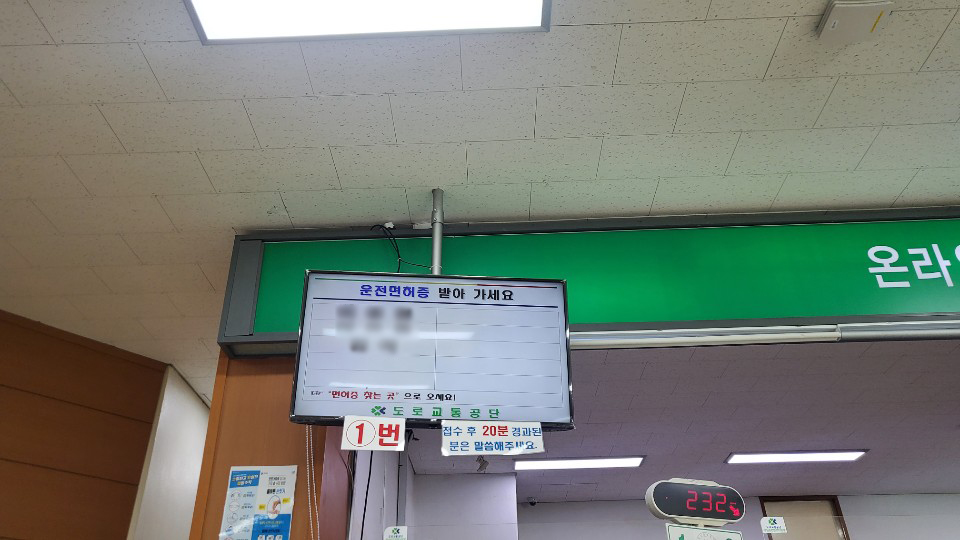 온라
운전면허증 받아 가세요
"면허증 찾는 곳" 으로 오세요!
도로교통공단
①번
접수 후 20분 경과된
분은 말씀해주세요.
232